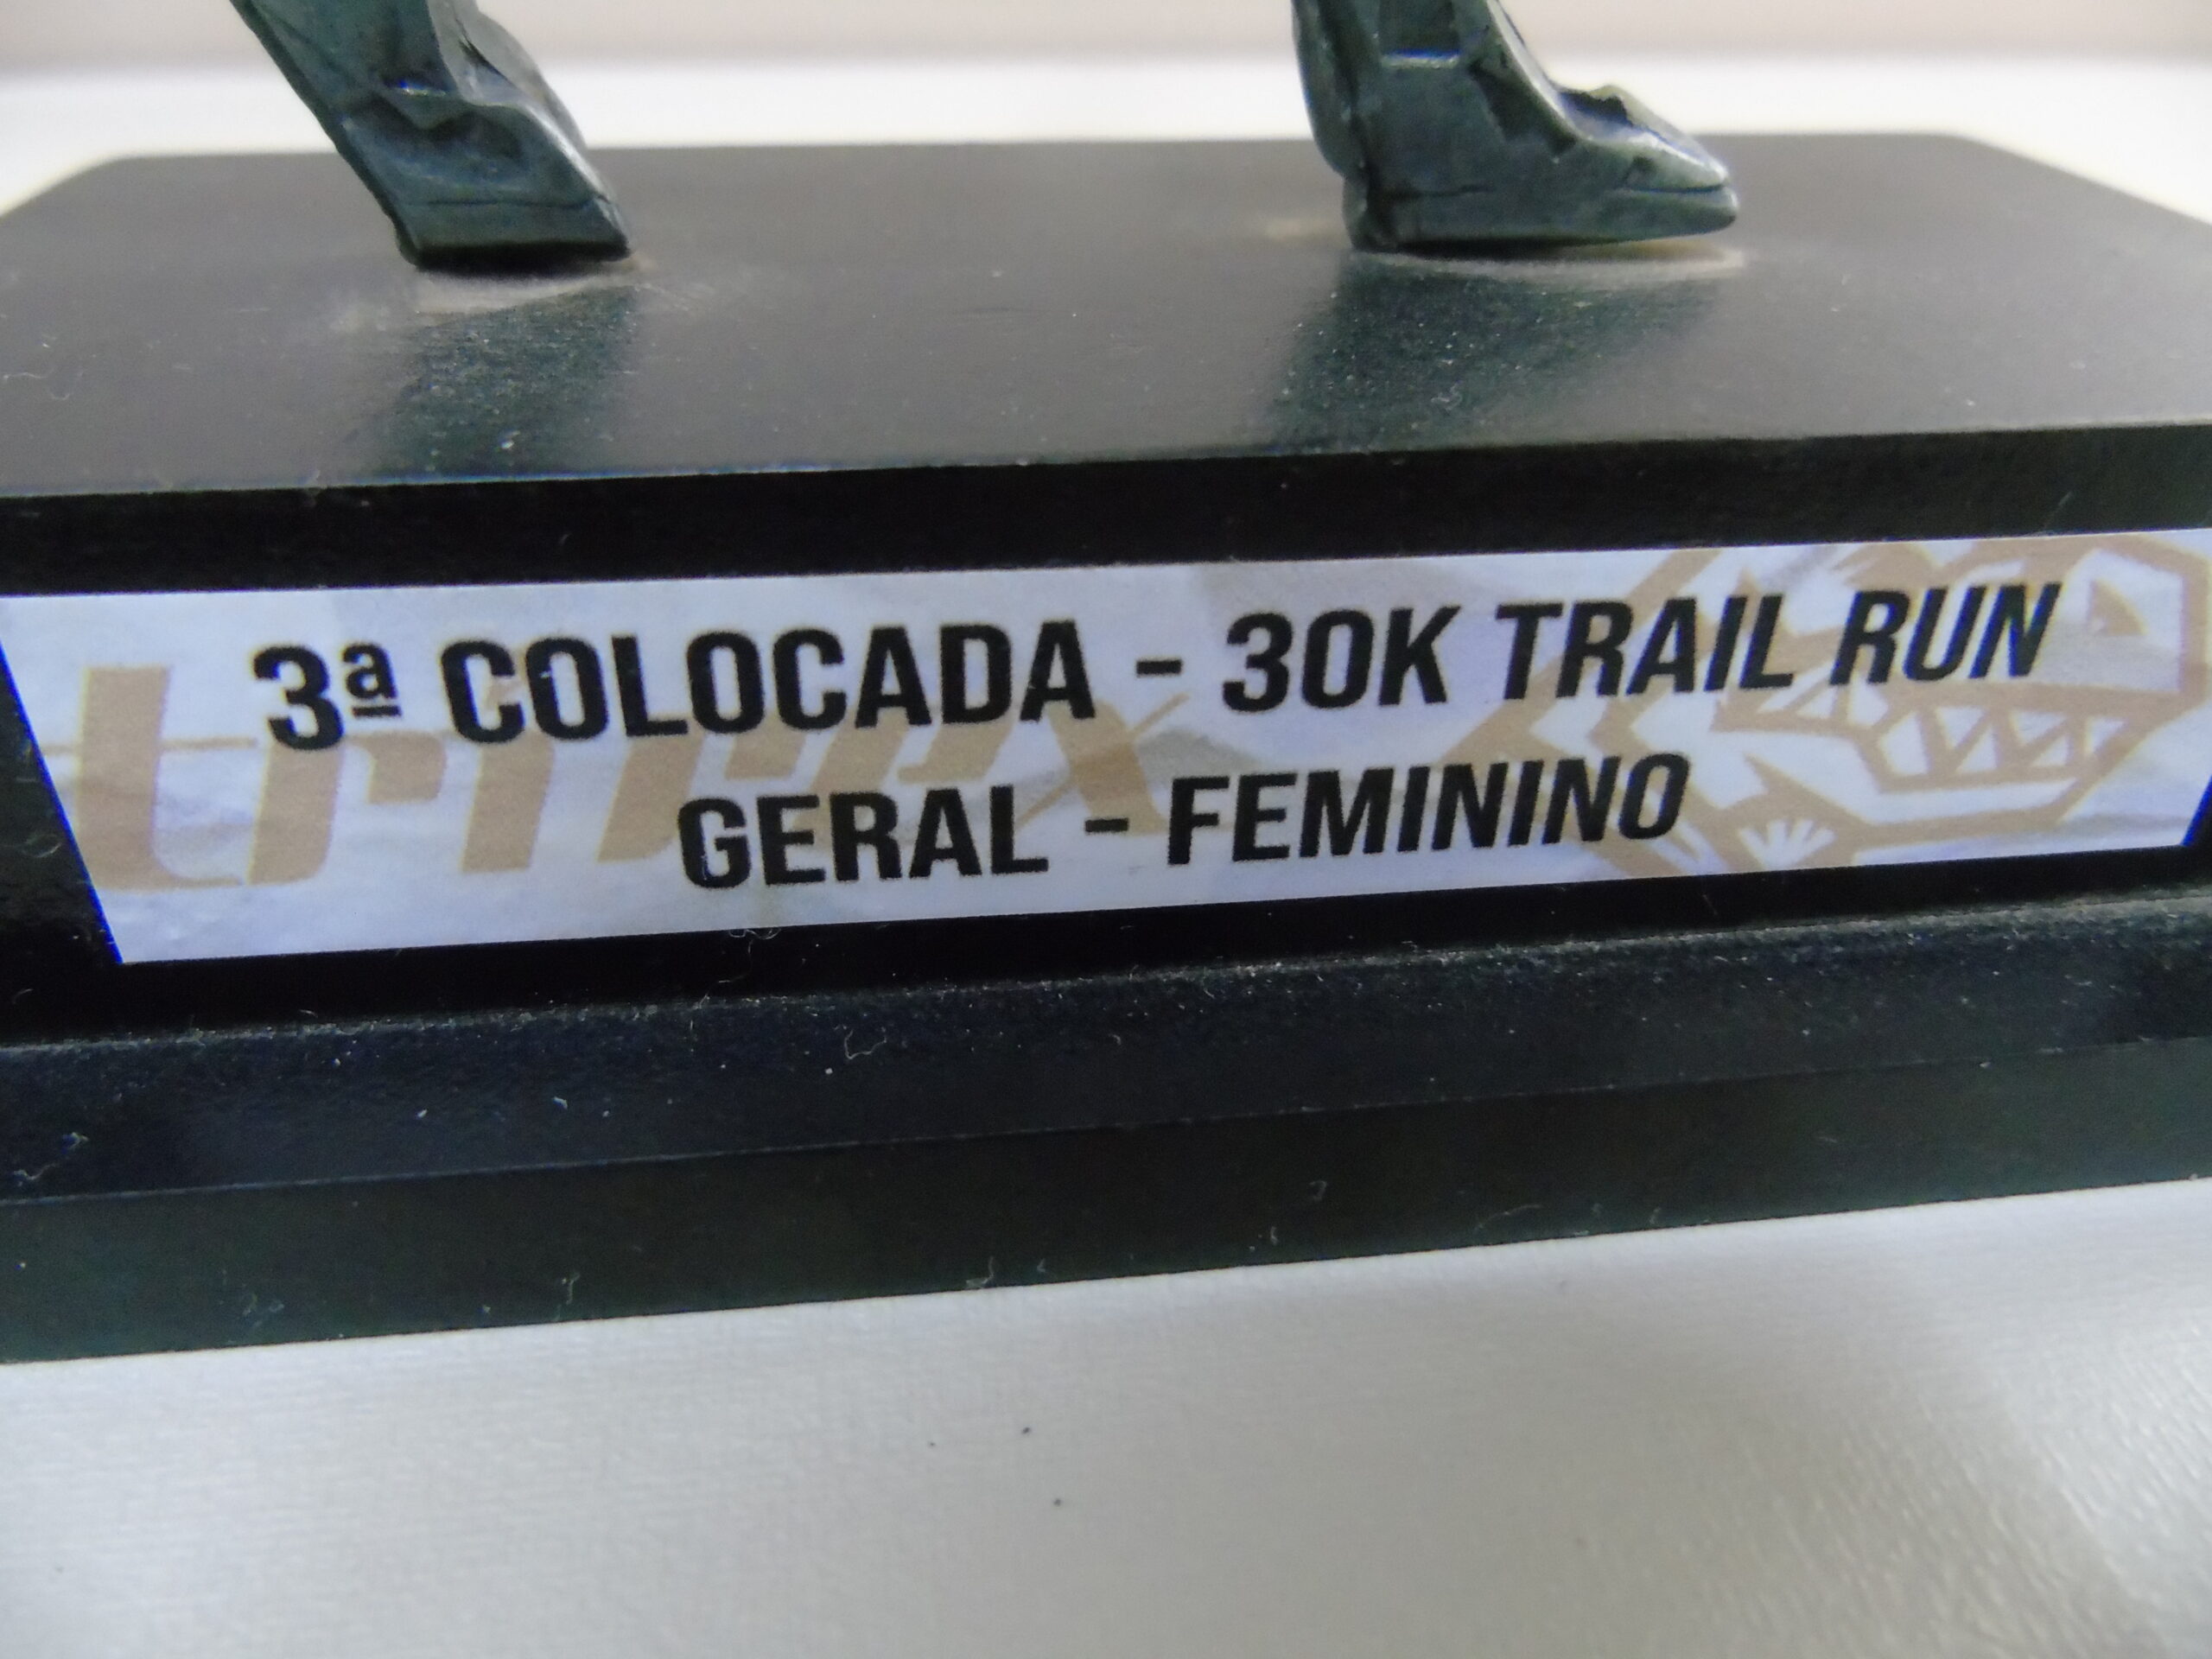 3ª COLOCADA - 30K TRAIL RUN
GERAL - FEMININO